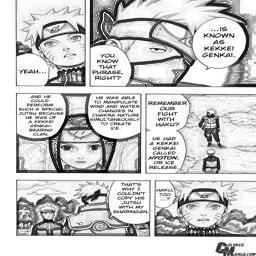 ...IS
KNOWN
AS
KEKKEI
GENKAI.
YOU
KNOW
THAT
PHRASE,
RIGHT?
YEAH...
REMEMBER
OUR
FIGHT
WITH
HAKU?
HE HAD
A KEKKEI
GENKAI
CALLED
HYOTON,
OR ICE
RELEASE.
HE WAS
ABLE TO
MANIPULATE
WIND AND
WATER CHANGES
IN CHAKRA
NATURE
SIMULTANEOUSLY
TO CREATE
ICE.
AND HE
COULD
PERFORM
SUCH A
SPECIAL
JUTSU
BECAUSE HE
WAS OF A
KEKKEI
GENKAI-
BEARING
CLAN.
HAKU,
THAT'S
WHY I
COULDN'T
COPY HIS
JUTSU
WITH MY
SHARINGAN.
COLORED
MANGA.COM